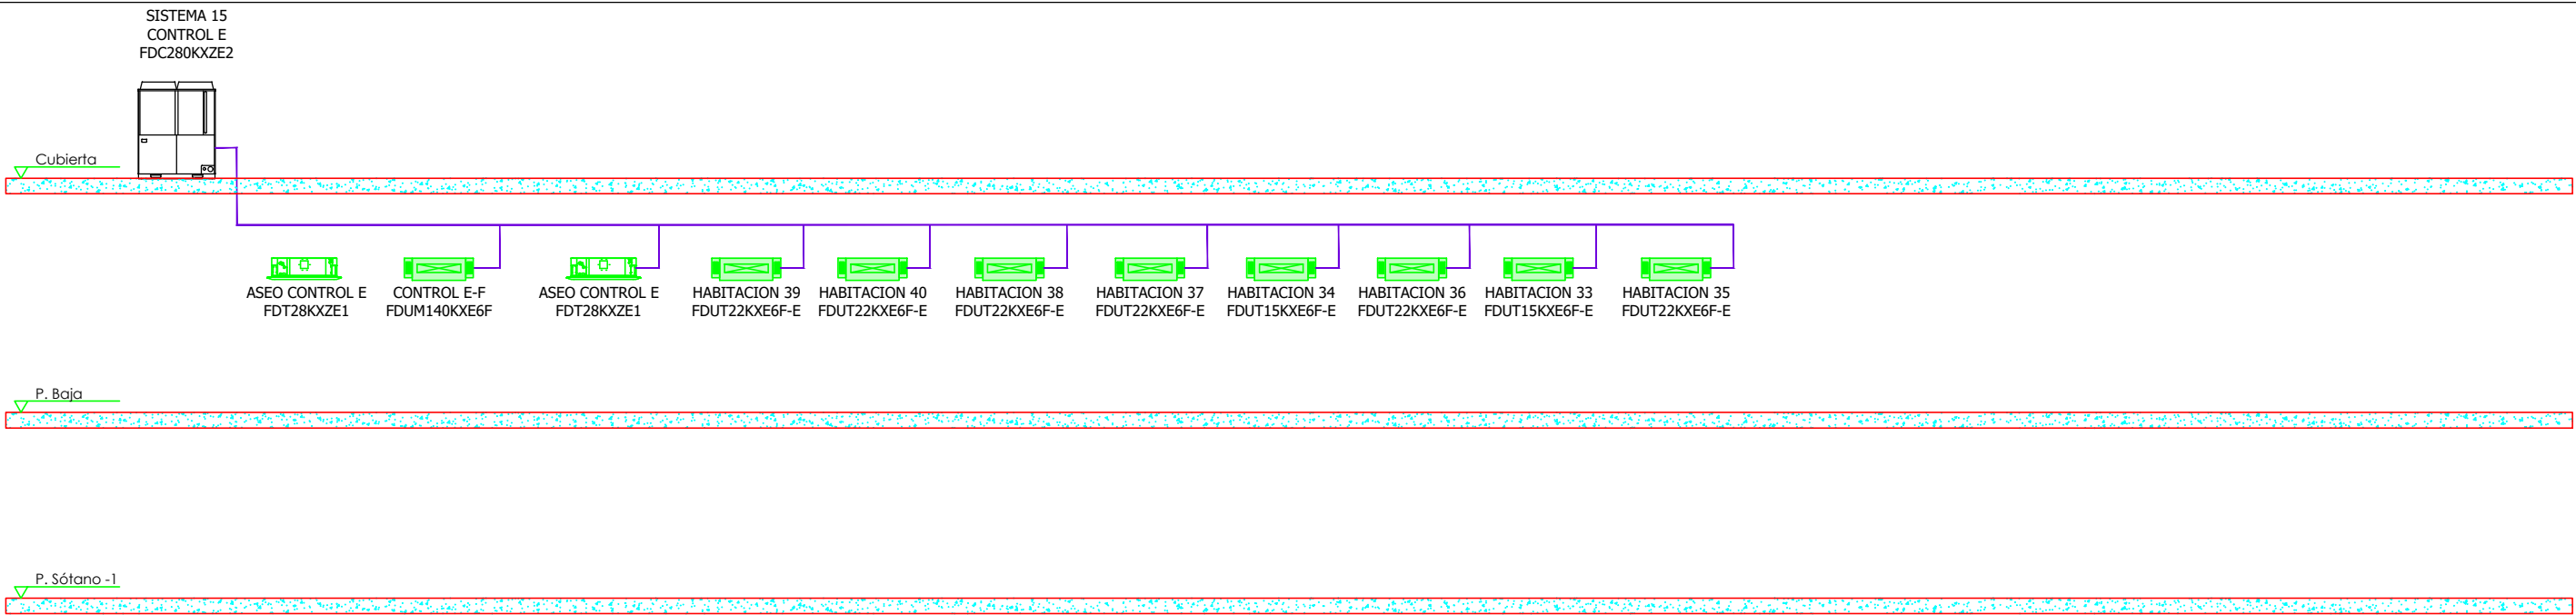 SISTEMA 15
CONTROL E
FDC280KXZE2
Cubierta
ASEO CONTROL E
FDT28KXZE1
CONTROL E-F
FDUM140KXE6F
ASEO CONTROL E
FDT28KXZE1
HABITACION 39
FDUT22KXE6F-E
HABITACION 40
FDUT22KXE6F-E
HABITACION 38
FDUT22KXE6F-E
HABITACION 37
FDUT22KXE6F-E
HABITACION 34
FDUT15KXE6F-E
HABITACION 36
FDUT22KXE6F-E
HABITACION 33
FDUT15KXE6F-E
HABITACION 35
FDUT22KXE6F-E
P. Baja
P. Sótano -1